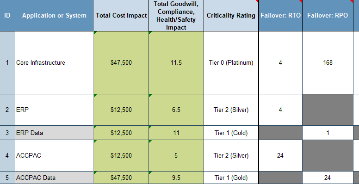 ID Application or System Total Cost Impact Total Goodwill, Compliance, Health/Safety Impact Criticality Rating Failover: RTO Failover: RPO
1 Core Infrastructure $47,500 11.5 Tier 0 (Platinum) 4 168
2 ERP $12,500 6.5 Tier 2 (Silver) 4
3 ERP Data $12,500 11 Tier 1 (Gold) 1
4 ACCPAC $12,500 5 Tier 2 (Silver) 24
5 ACCPAC Data $47,500 9.5 Tier 1 (Gold) 24